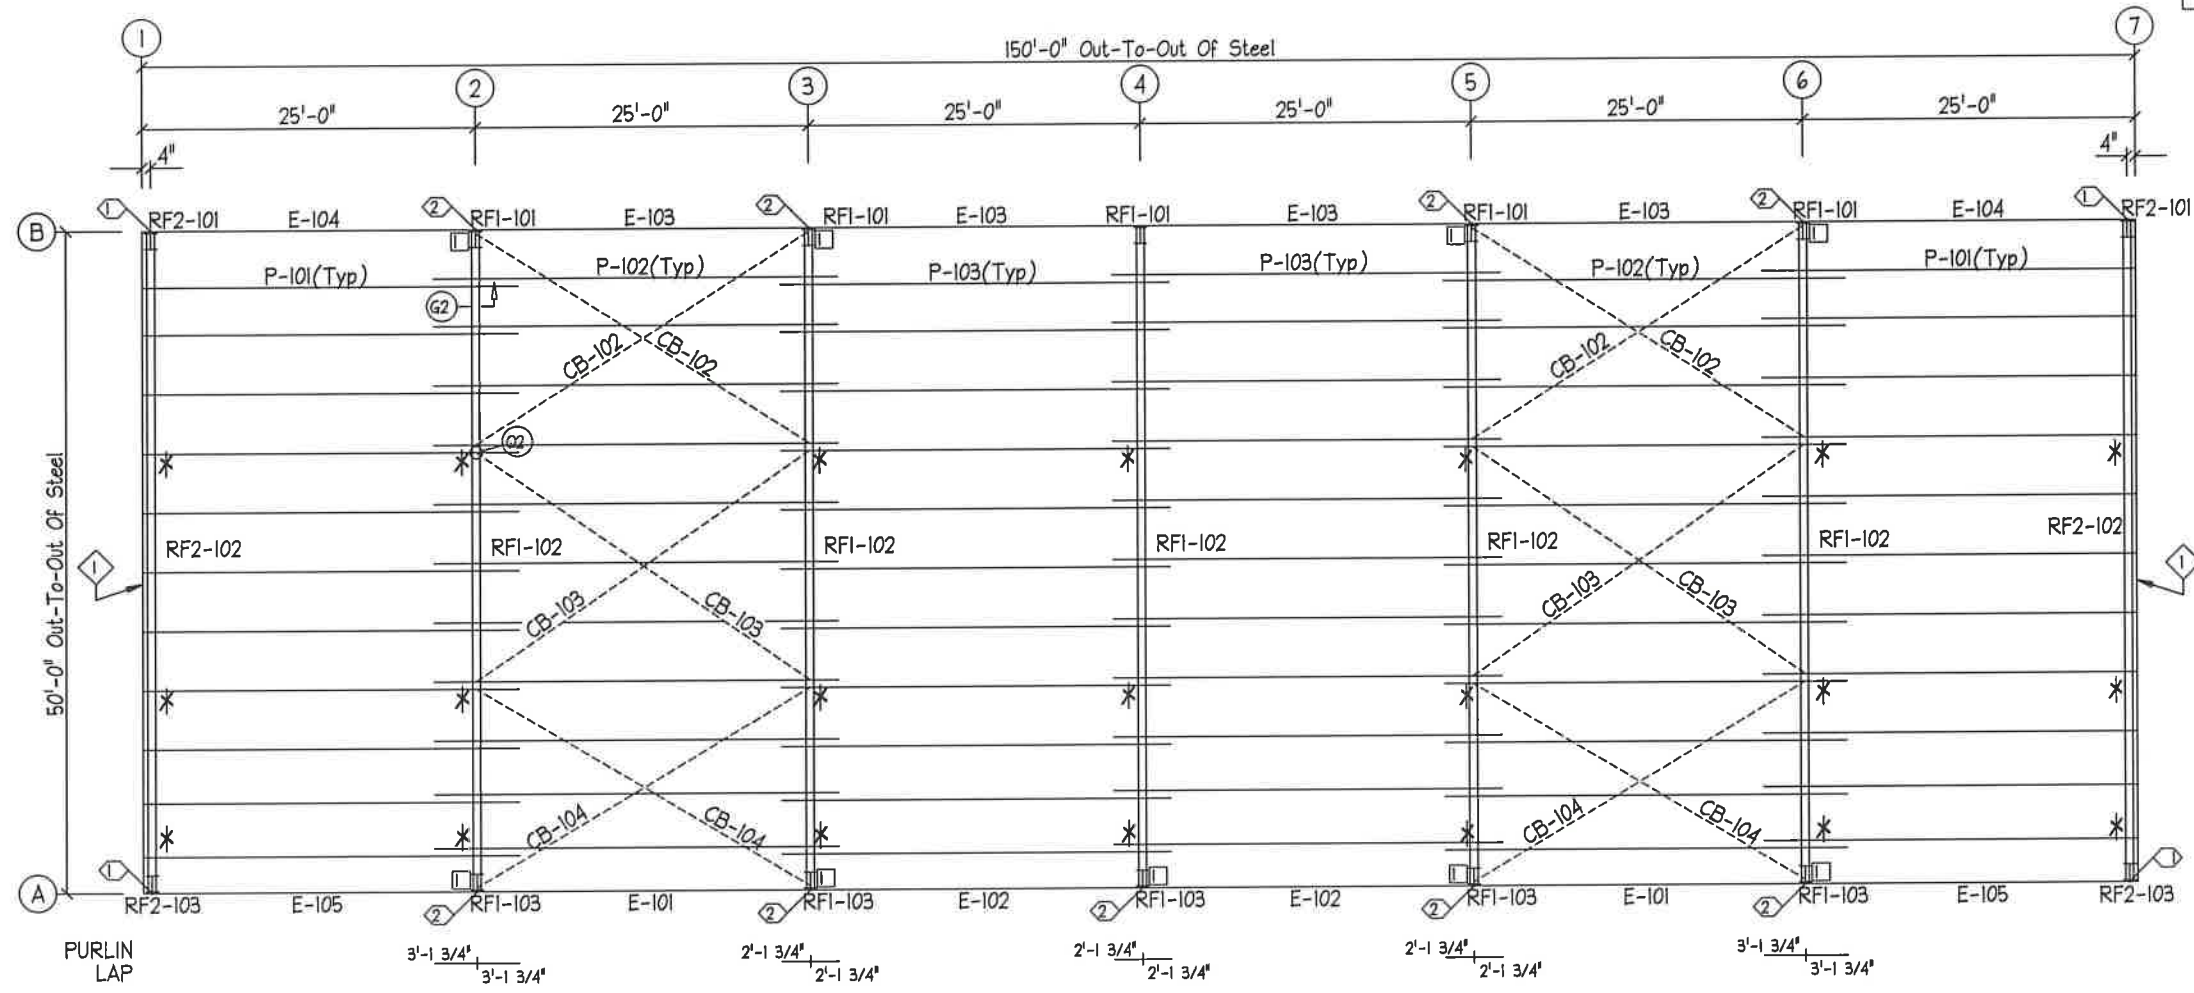 1 7
150'-0" Out-To-Out Of Steel
2 3 4 5 6
25'-0" 25'-0" 25'-0" 25'-0" 25'-0" 25'-0"
4" 4"
1 2 2 2 2 1
B RF2-101 E-104 RF1-101 E-103 RF1-101 E-103 RF1-101 E-103 RF1-101 E-103 RF1-101 E-104 RF2-101
P-101(Typ) P-102(Typ) P-103(Typ) P-103(Typ) P-102(Typ) P-101(Typ)
G2
CB-102 CB-102 CB-102 CB-102
50'-0" Out-To-Out Of Steel
RF2-102 RF1-102 RF1-102 RF1-102 RF1-102 RF1-102 RF2-102
1 1
CB-103 CB-103 CB-103 CB-103
CB-104 CB-104 CB-104 CB-104
1 1
A RF2-103 E-105 RF1-103 E-101 RF1-103 E-102 RF1-103 E-102 RF1-103 E-101 RF1-103 E-105 RF2-103
2 2 2 2 2
PURLIN
LAP
3'-1 3/4" 2'-1 3/4" 2'-1 3/4" 2'-1 3/4" 3'-1 3/4"
3'-1 3/4" 2'-1 3/4" 2'-1 3/4" 2'-1 3/4" 3'-1 3/4"